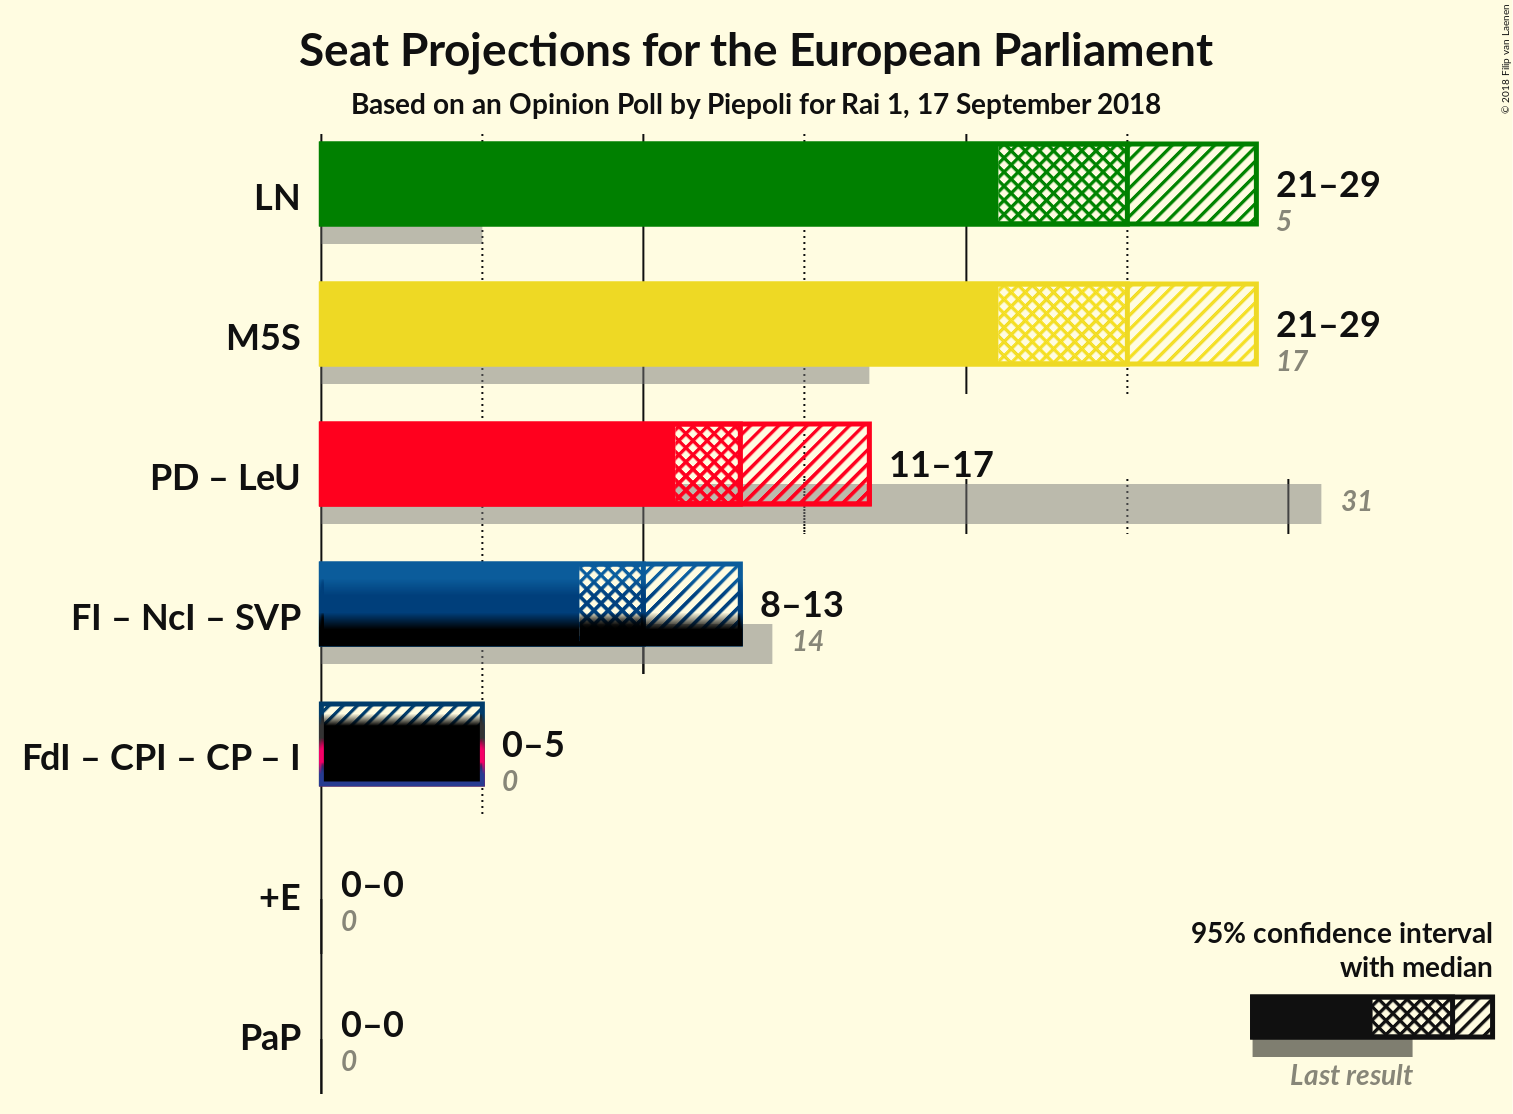 Seat Projections for the European Parliament
Based on an Opinion Poll by Piepoli for Rai 1, 17 September 2018
© 2018 Filip van Laenen
LN
21–29
5
M5S
21–29
17
PD – LeU
11–17
31
FI – NcI – SVP
8–13
14
FdI – CPI – CP – I
0–5
0
+E
0–0
0
PaP
0–0
0
95% confidence interval
with median
Last result